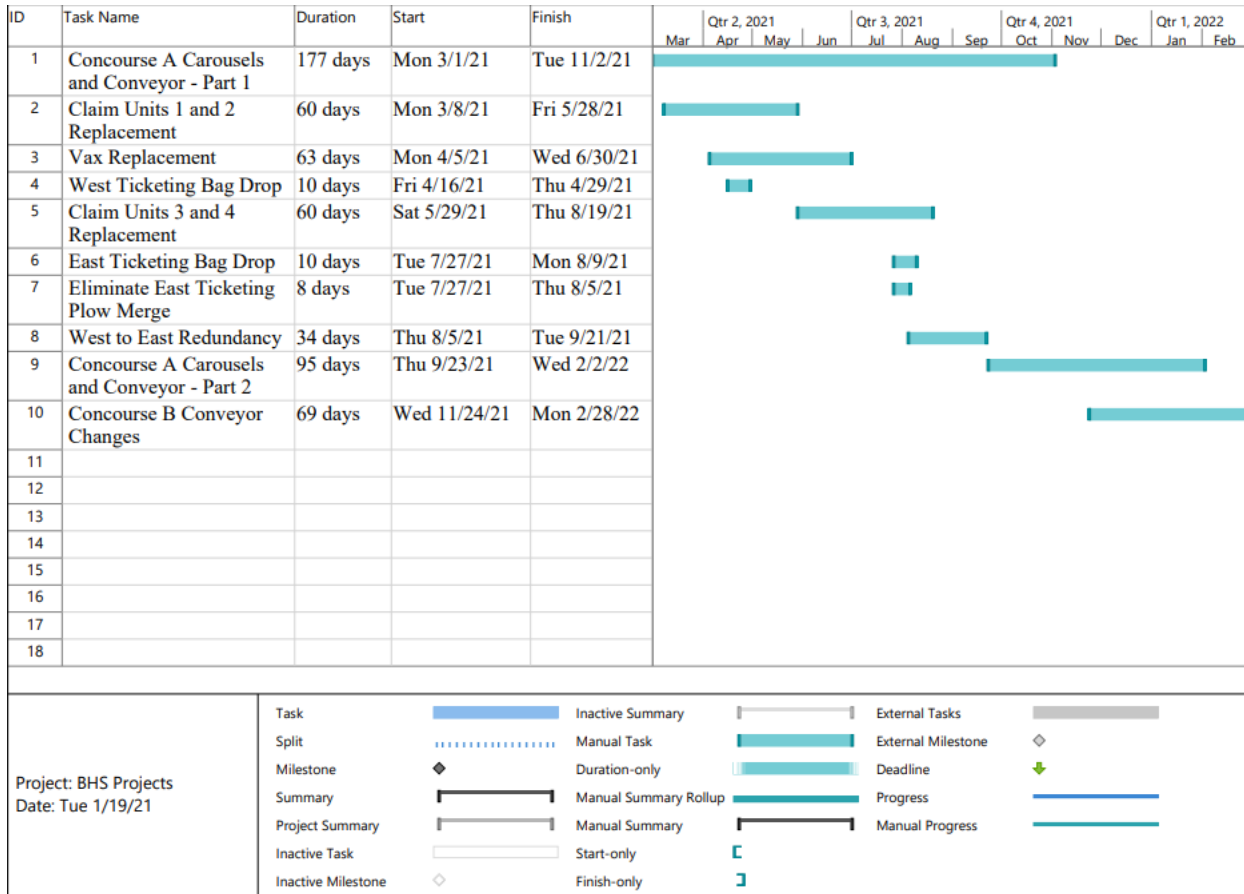 ID Task Name Duration Start Finish
Qtr 2, 2021 Qtr 3, 2021 Qtr 4, 2021 Qtr 1, 2022
Mar Apr May Jun Jul Aug Sep Oct Nov Dec Jan Feb
1 Concourse A Carousels 177 days Mon 3/1/21 Tue 11/2/21
and Conveyor - Part 1
2 Claim Units 1 and 2 60 days Mon 3/8/21 Fri 5/28/21
Replacement
3 Vax Replacement 63 days Mon 4/5/21 Wed 6/30/21
4 West Ticketing Bag Drop 10 days Fri 4/16/21 Thu 4/29/21
5 Claim Units 3 and 4 60 days Sat 5/29/21 Thu 8/19/21
Replacement
6 East Ticketing Bag Drop 10 days Tue 7/27/21 Mon 8/9/21
7 Eliminate East Ticketing 8 days Tue 7/27/21 Thu 8/5/21
Plow Merge
8 West to East Redundancy 34 days Thu 8/5/21 Tue 9/21/21
9 Concourse A Carousels 95 days Thu 9/23/21 Wed 2/2/22
and Conveyor - Part 2
10 Concourse B Conveyor 69 days Wed 11/24/21 Mon 2/28/22
Changes
11
12
13
14
15
16
17
18
Project: BHS Projects
Date: Tue 1/19/21
Task Inactive Summary External Tasks
Split Manual Task External Milestone
Milestone Duration-only Deadline
Summary Manual Summary Rollup Progress
Project Summary Manual Summary Manual Progress
Inactive Task Start-only
Inactive Milestone Finish-only